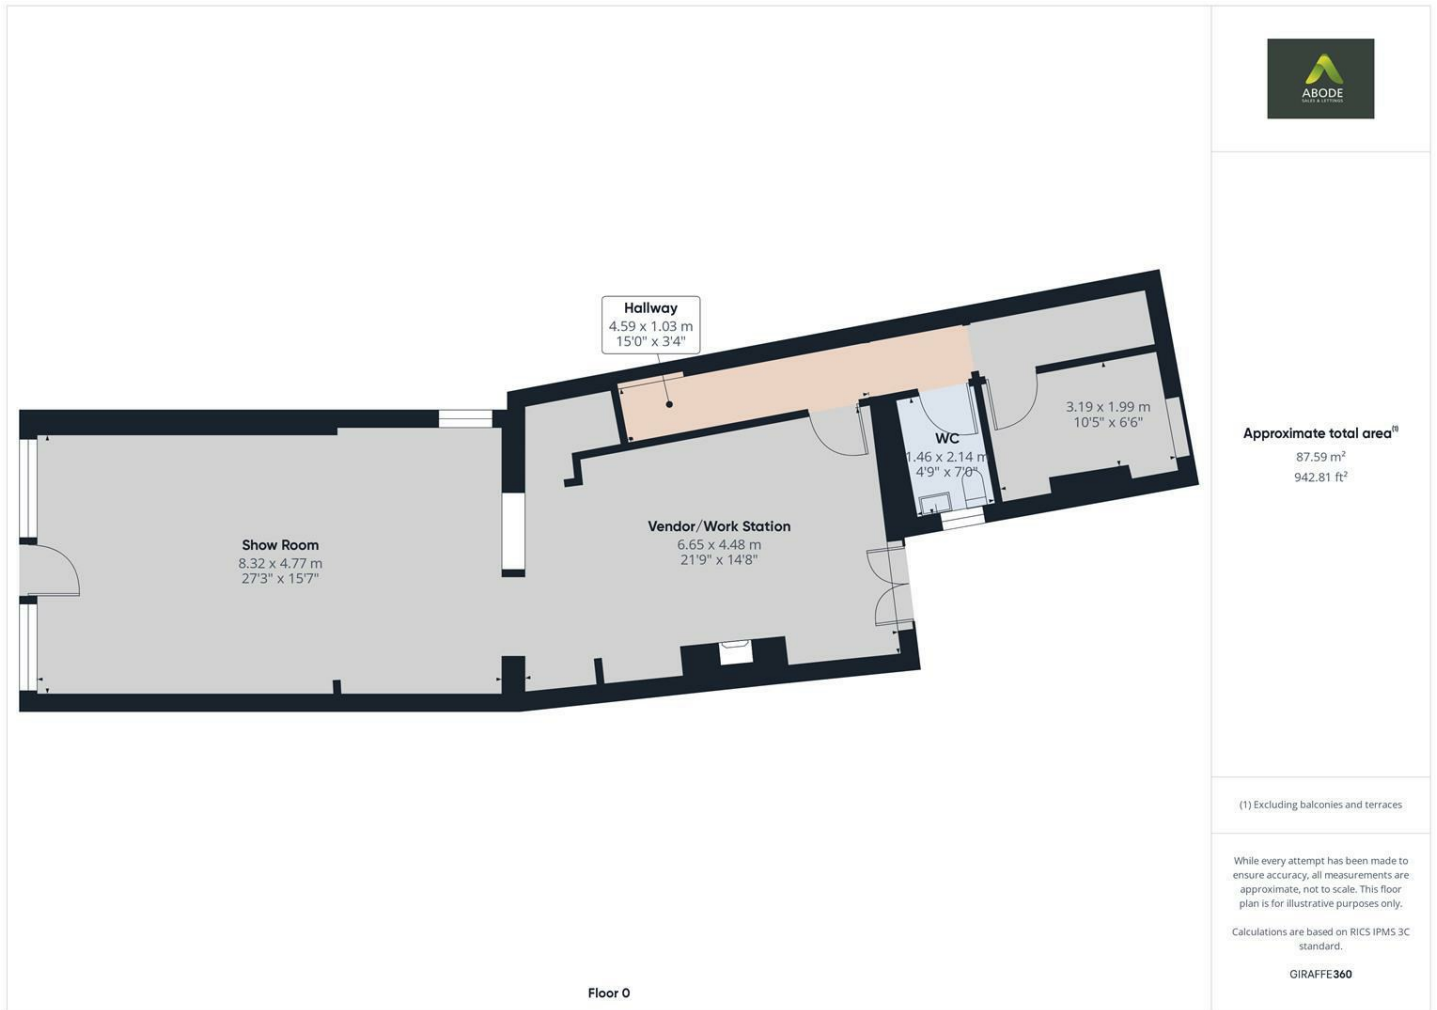 ABODE
SALES & LETTINGS
Hallway
4.59 x 1.03 m
15'0" x 3'4"
3.19 x 1.99 m
10'5" x 6'6"
WC
1.46 x 2.14 m
4'9" x 7'0"
Approximate total area(1)
87.59 m²
942.81 ft²
Vendor/Work Station
6.65 x 4.48 m
21'9" x 14'8"
Show Room
8.32 x 4.77 m
27'3" x 15'7"
(1) Excluding balconies and terraces
While every attempt has been made to
ensure accuracy, all measurements are
approximate, not to scale. This floor
plan is for illustrative purposes only.
Calculations are based on RICS IPMS 3C
standard.
GIRAFFE360
Floor 0